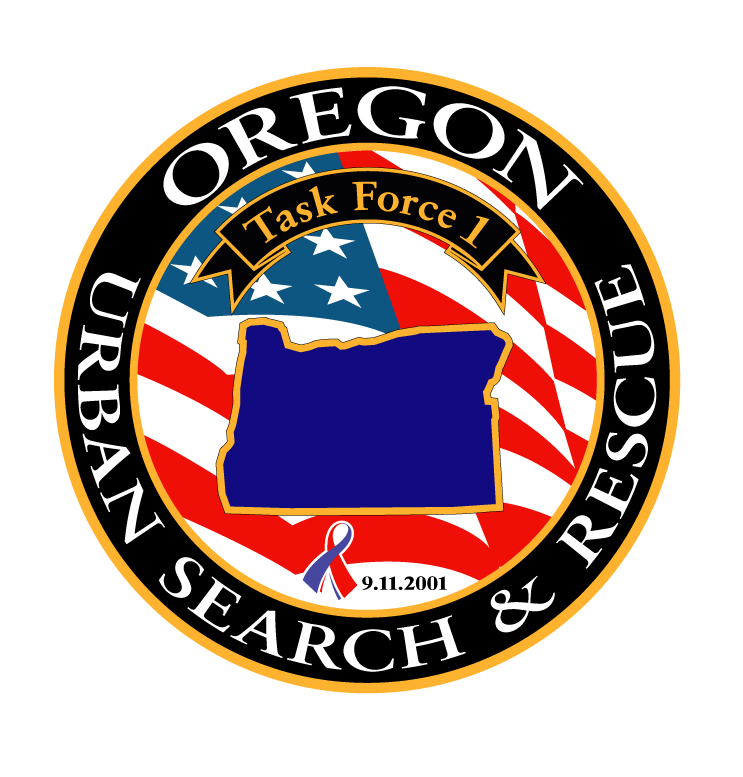 OREGON
Task Force 1
URBAN SEARCH & RESCUE
9.11.2001